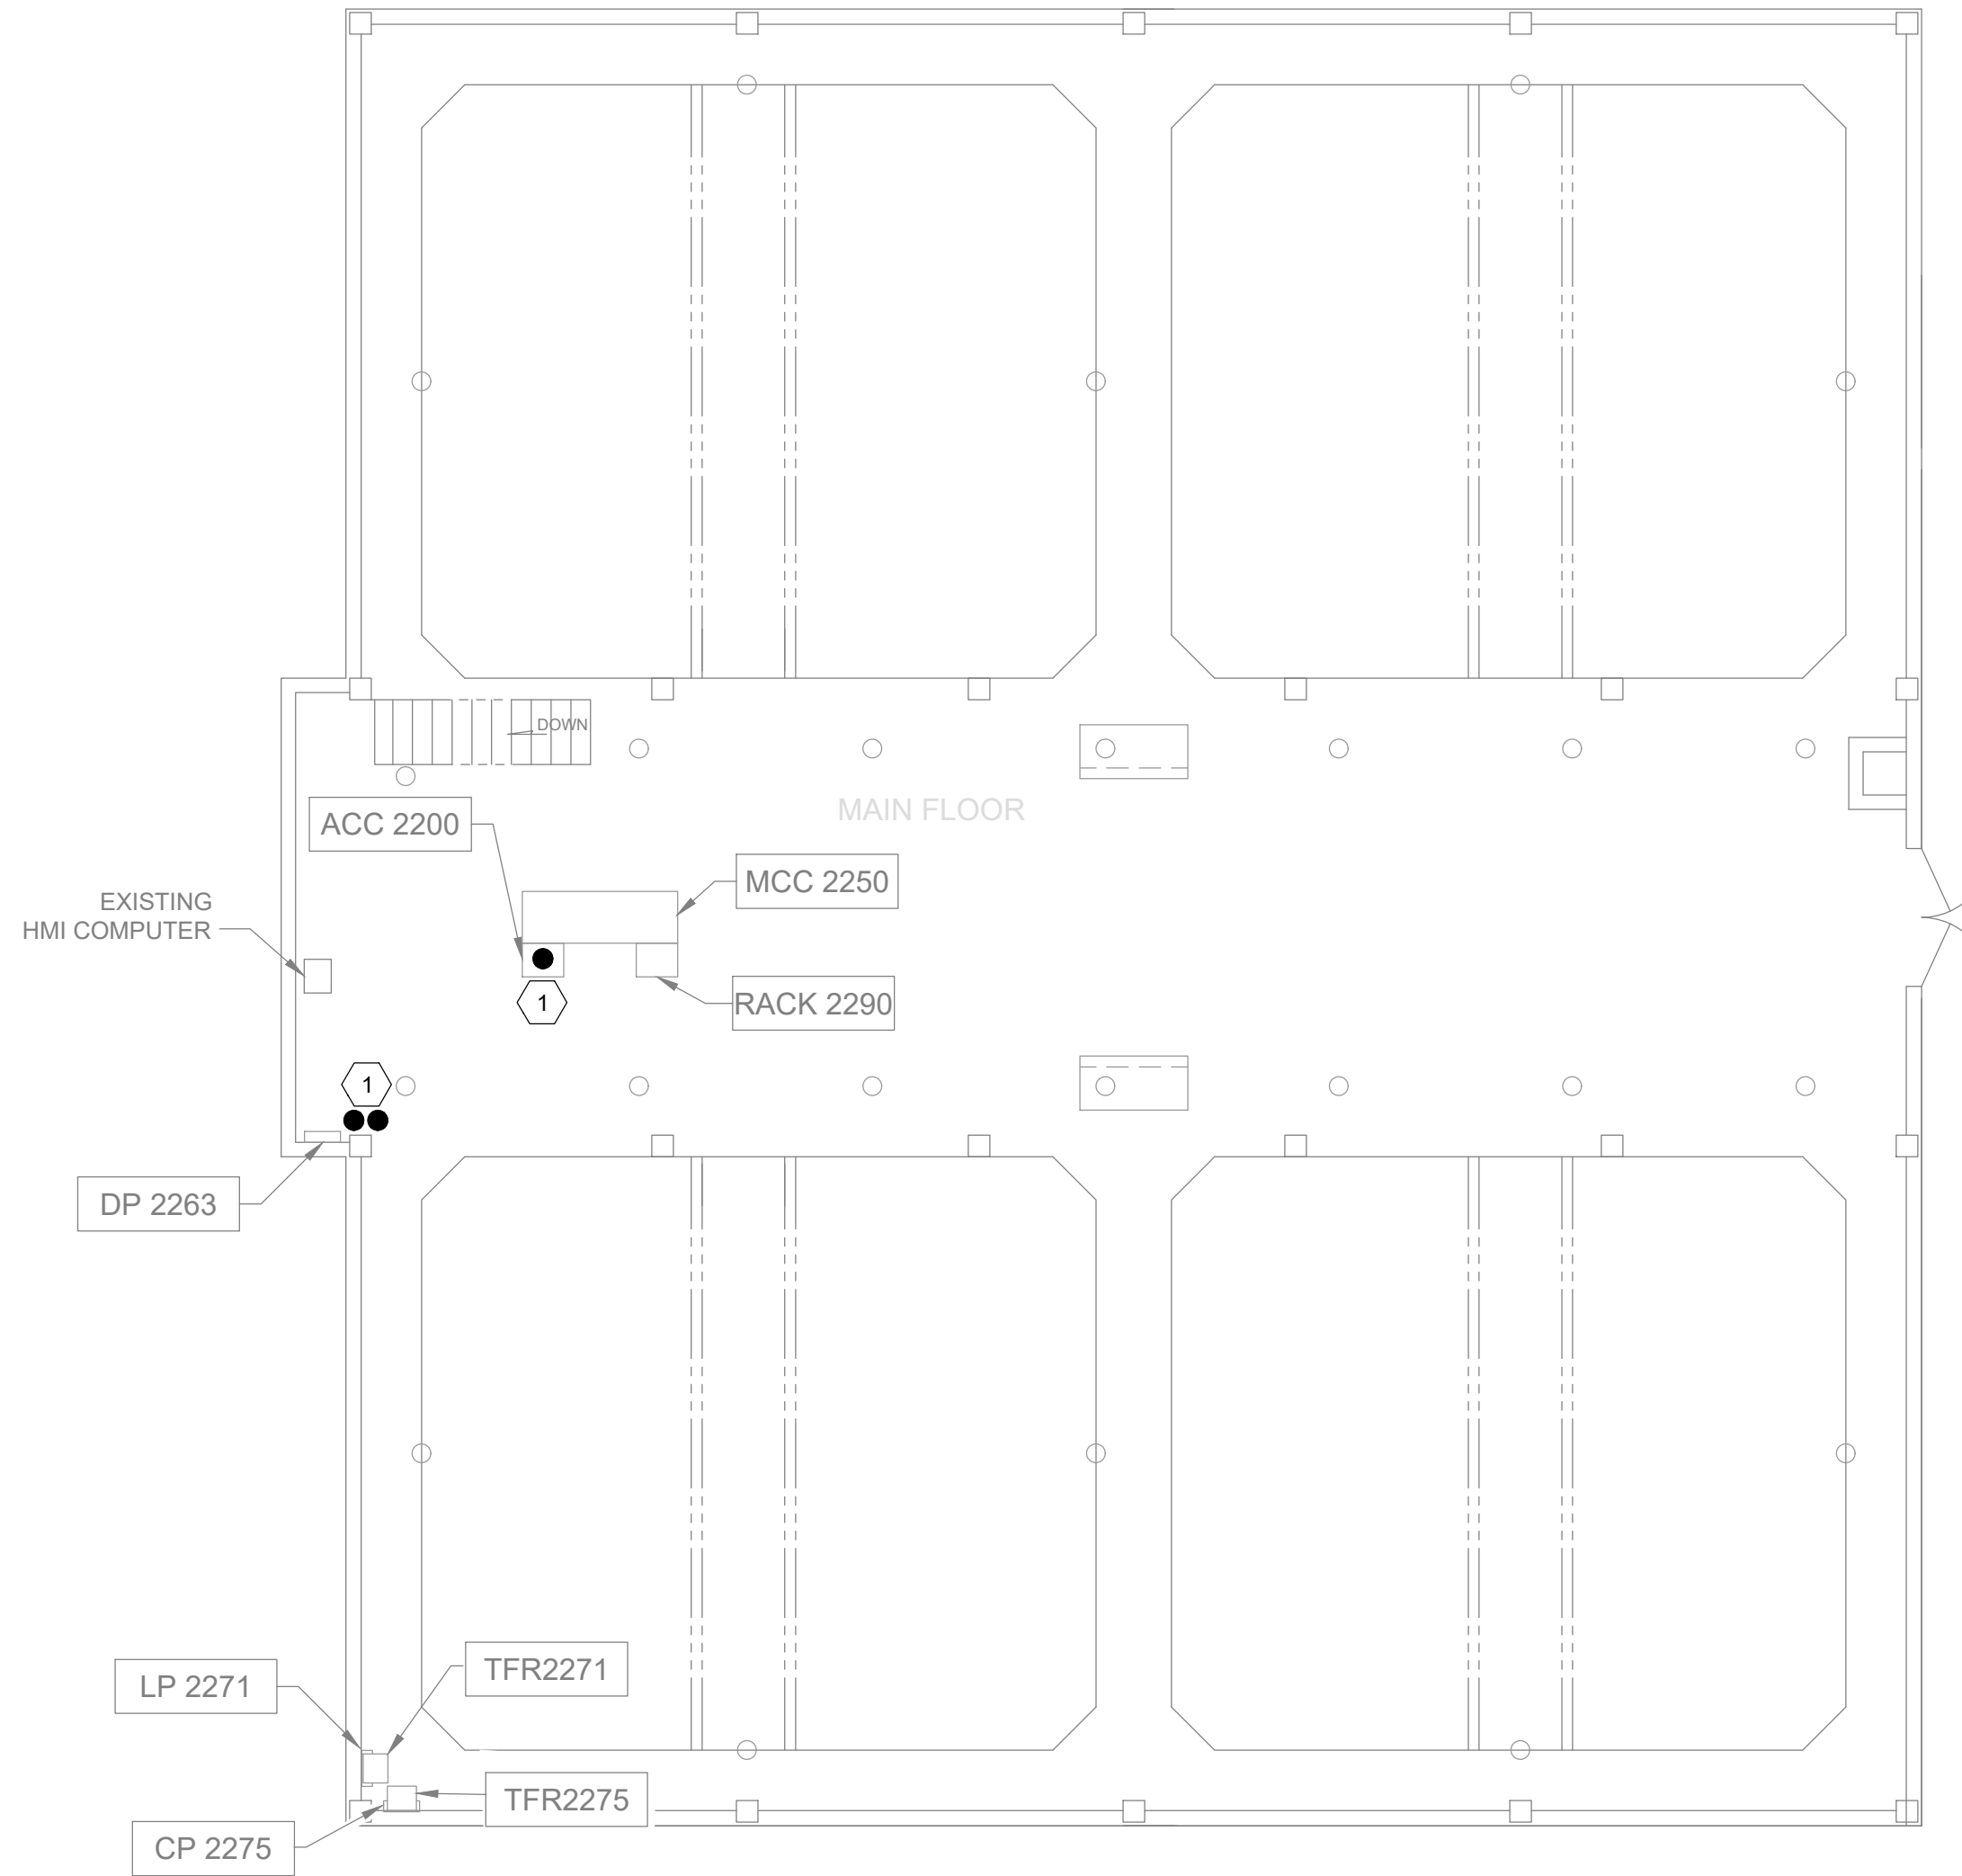 DOWN
MAIN FLOOR
ACC 2200
MCC 2250
EXISTING
HMI COMPUTER
1
RACK 2290
1
DP 2263
TFR2271
LP 2271
TFR2275
CP 2275